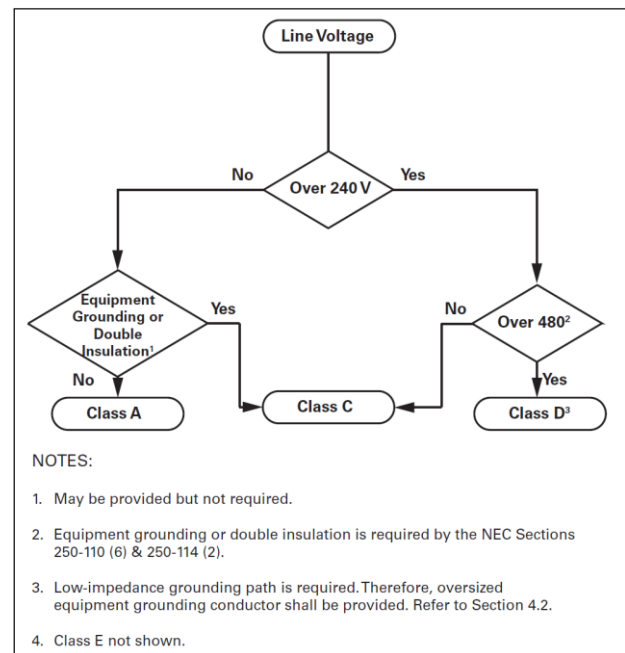 Line Voltage
No
Over 240 V
Yes
Equipment
Grounding or
Double
Insulation¹
Yes
No
Over 480²
No
Class A
Class C
Yes
Class D³
NOTES:
1. May be provided but not required.
2. Equipment grounding or double insulation is required by the NEC Sections
250-110 (6) & 250-114 (2).
3. Low-impedance grounding path is required. Therefore, oversized
equipment grounding conductor shall be provided. Refer to Section 4.2.
4. Class E not shown.